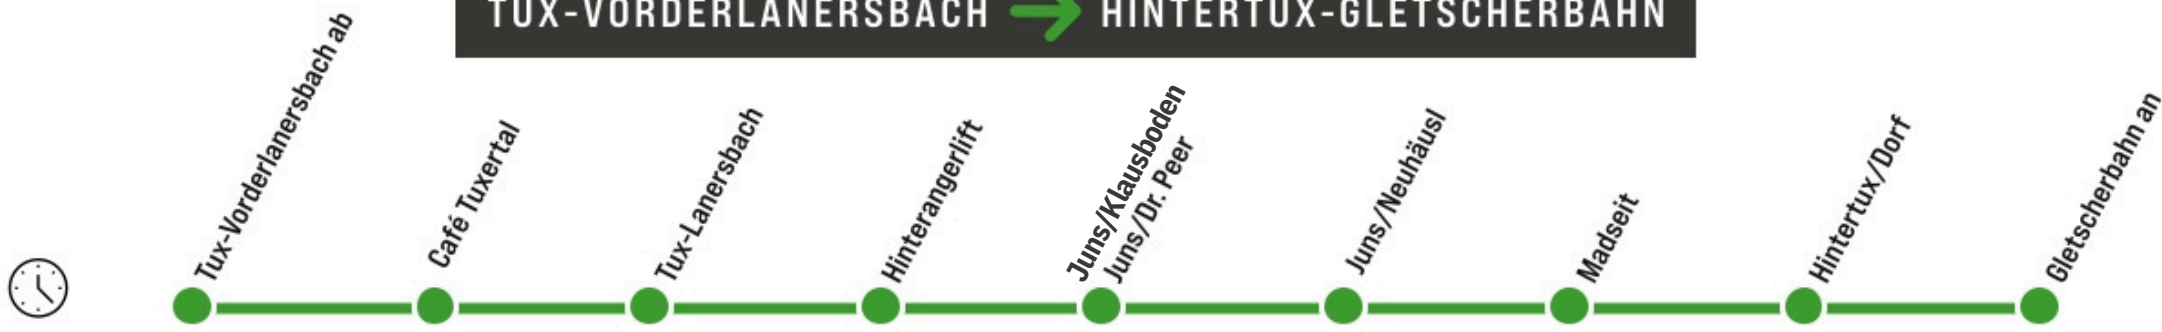 TUX-VORDERLANERSBACH → HINTERTUX-GLETSCHERBAHN
Tux-Vorderlanersbach ab
Café Tuxertal
Tux-Lanersbach
Hinterangerlift
Juns/Klausboden
Juns/Dr. Peer
Juns/Neuhäusl
Madseit
Hintertux/Dorf
Gletscherbahn an